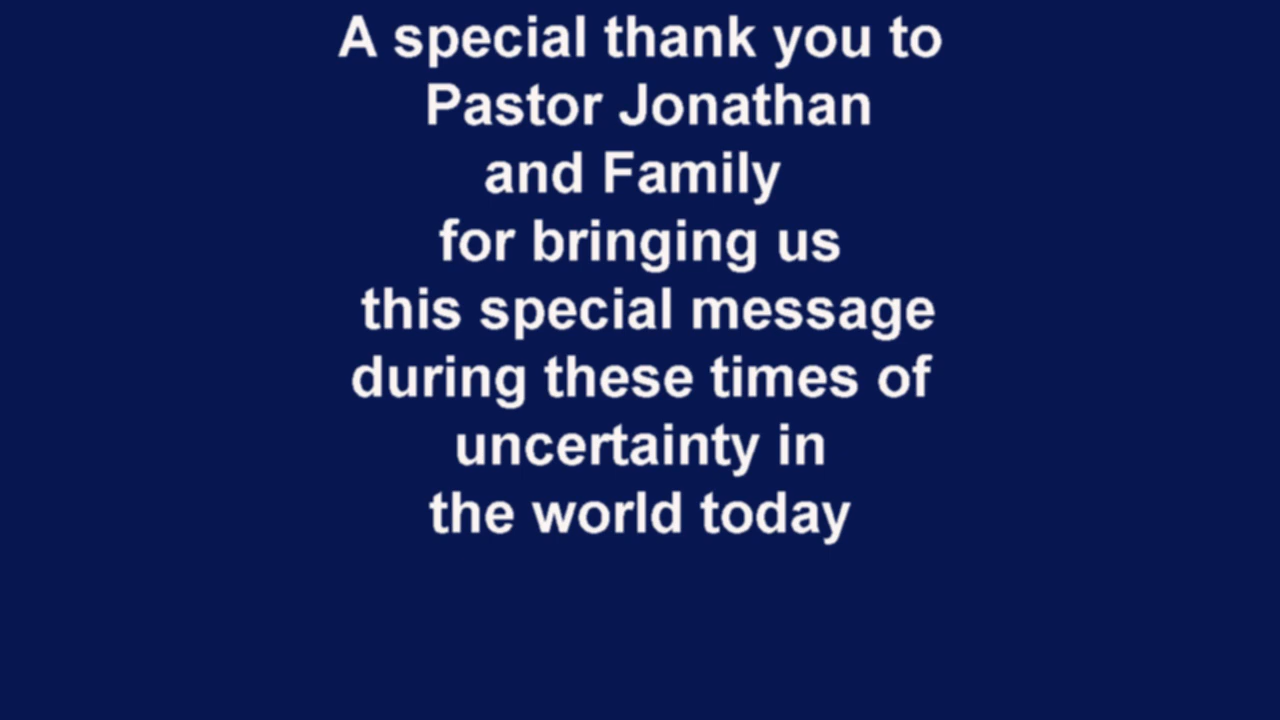 A special thank you to
Pastor Jonathan
and Family
for bringing us
this special message
during these times of
uncertainty in
the world today